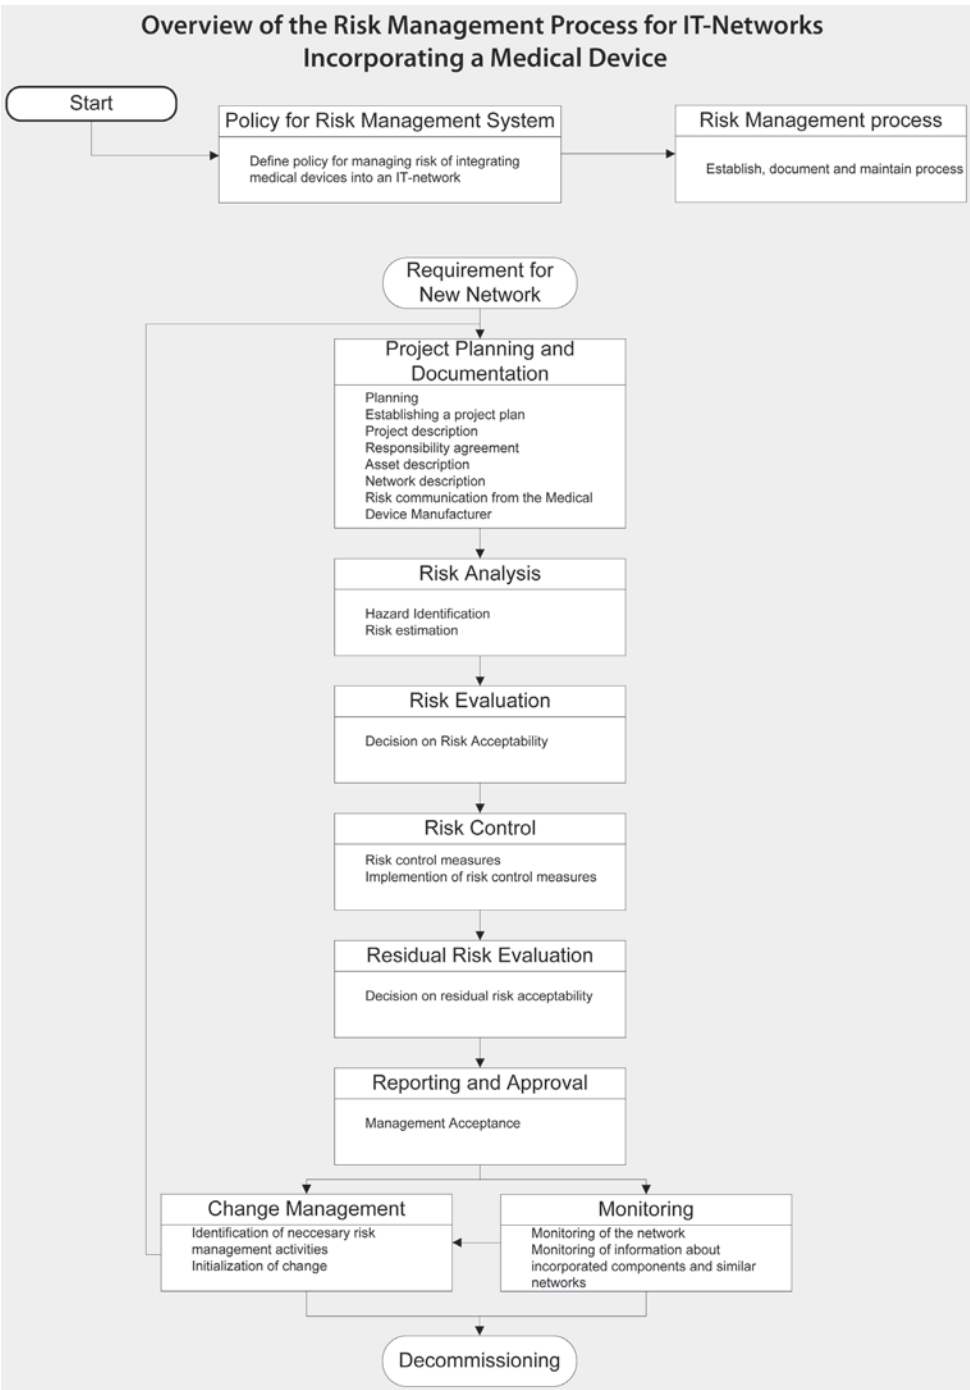 Overview of the Risk Management Process for IT-Networks
Incorporating a Medical Device
Start
Policy for Risk Management System
Define policy for managing risk of integrating
medical devices into an IT-network
Risk Management process
Establish, document and maintain process
Requirement for
New Network
Project Planning and
Documentation
Planning
Establishing a project plan
Project description
Responsibility agreement
Asset description
Network description
Risk communication from the Medical
Device Manufacturer
Risk Analysis
Hazard Identification
Risk estimation
Risk Evaluation
Decision on Risk Acceptability
Risk Control
Risk control measures
Implemention of risk control measures
Residual Risk Evaluation
Decision on residual risk acceptability
Reporting and Approval
Management Acceptance
Change Management
Identification of neccesary risk
management activities
Initialization of change
Monitoring
Monitoring of the network
Monitoring of information about
incorporated components and similar
networks
Decommissioning